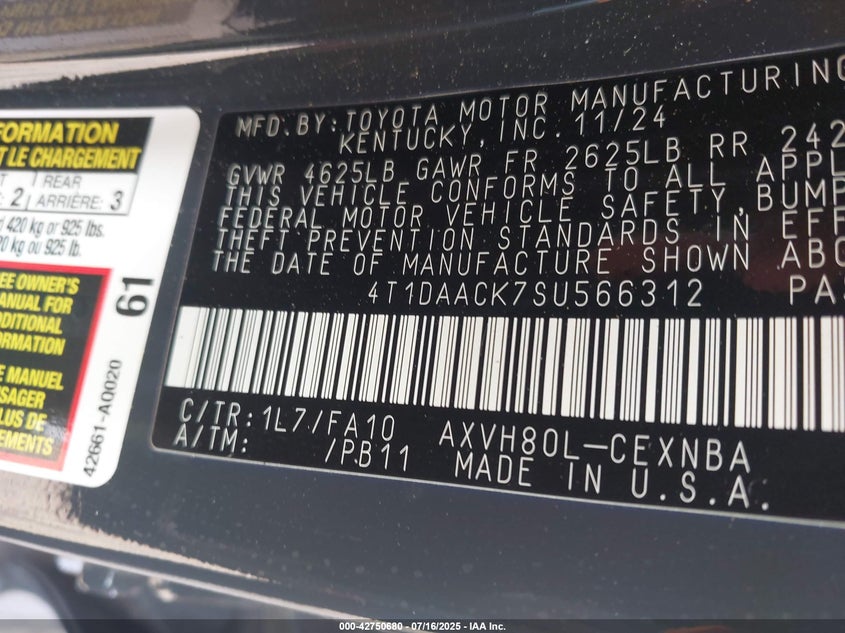 FORMATION
T LE CHARGEMENT
REAR
2 ARRIÈRE: 3
420 kg or 925 lbs.
20 kg ou 925 lb.
EE OWNER'S
MANUAL FOR
ADDITIONAL
FORMATION
E MANUEL
SAGER
PLUS DE
EMENTS
61
42661-A0020
MFD. BY: TOYOTA MOTOR MANUFACTURING
KENTUCKY, INC. 11/24
GVWR 4625LB GAWR FR 2625LB RR 242
THIS VEHICLE CONFORMS TO ALL APPL
FEDERAL MOTOR VEHICLE SAFETY, BUMP
THEFT PREVENTION STANDARDS IN EFF
THE DATE OF MANUFACTURE SHOWN ABO
4T1DAACK7SU566312 PA
C/TR: 1L7/FA10 AXVH80L-CEXNBA
A/TM: /PB11 MADE IN U.S.A.
000-42750680 - 07/16/2025 - IAA Inc.